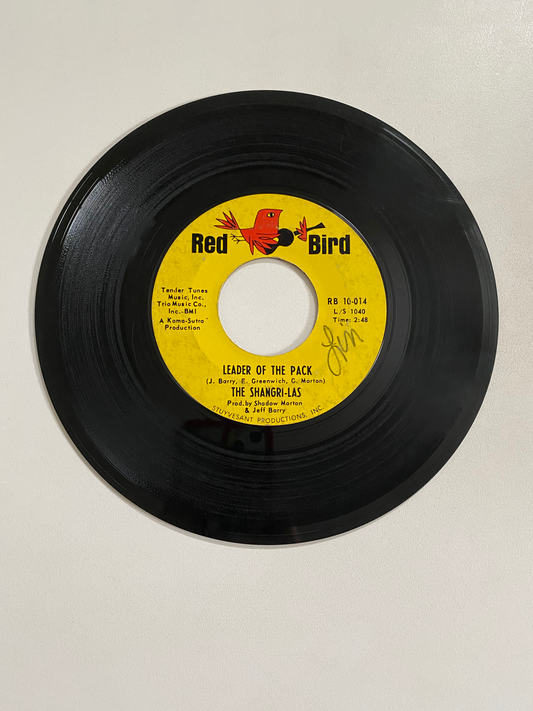 Red Bird
Tender Tunes
Music, Inc.
Trio Music Co.,
Inc.-BMI
A Kama-Sutra
Production
RB 10-014
L/S 1040
Time: 2:48
Lin
LEADER OF THE PACK
(J. Barry, E. Greenwich, G. Morton)
THE SHANGRI-LAS
Prod. by Shadow Morton
& Jeff Barry
STUYVESANT PRODUCTIONS, INC.